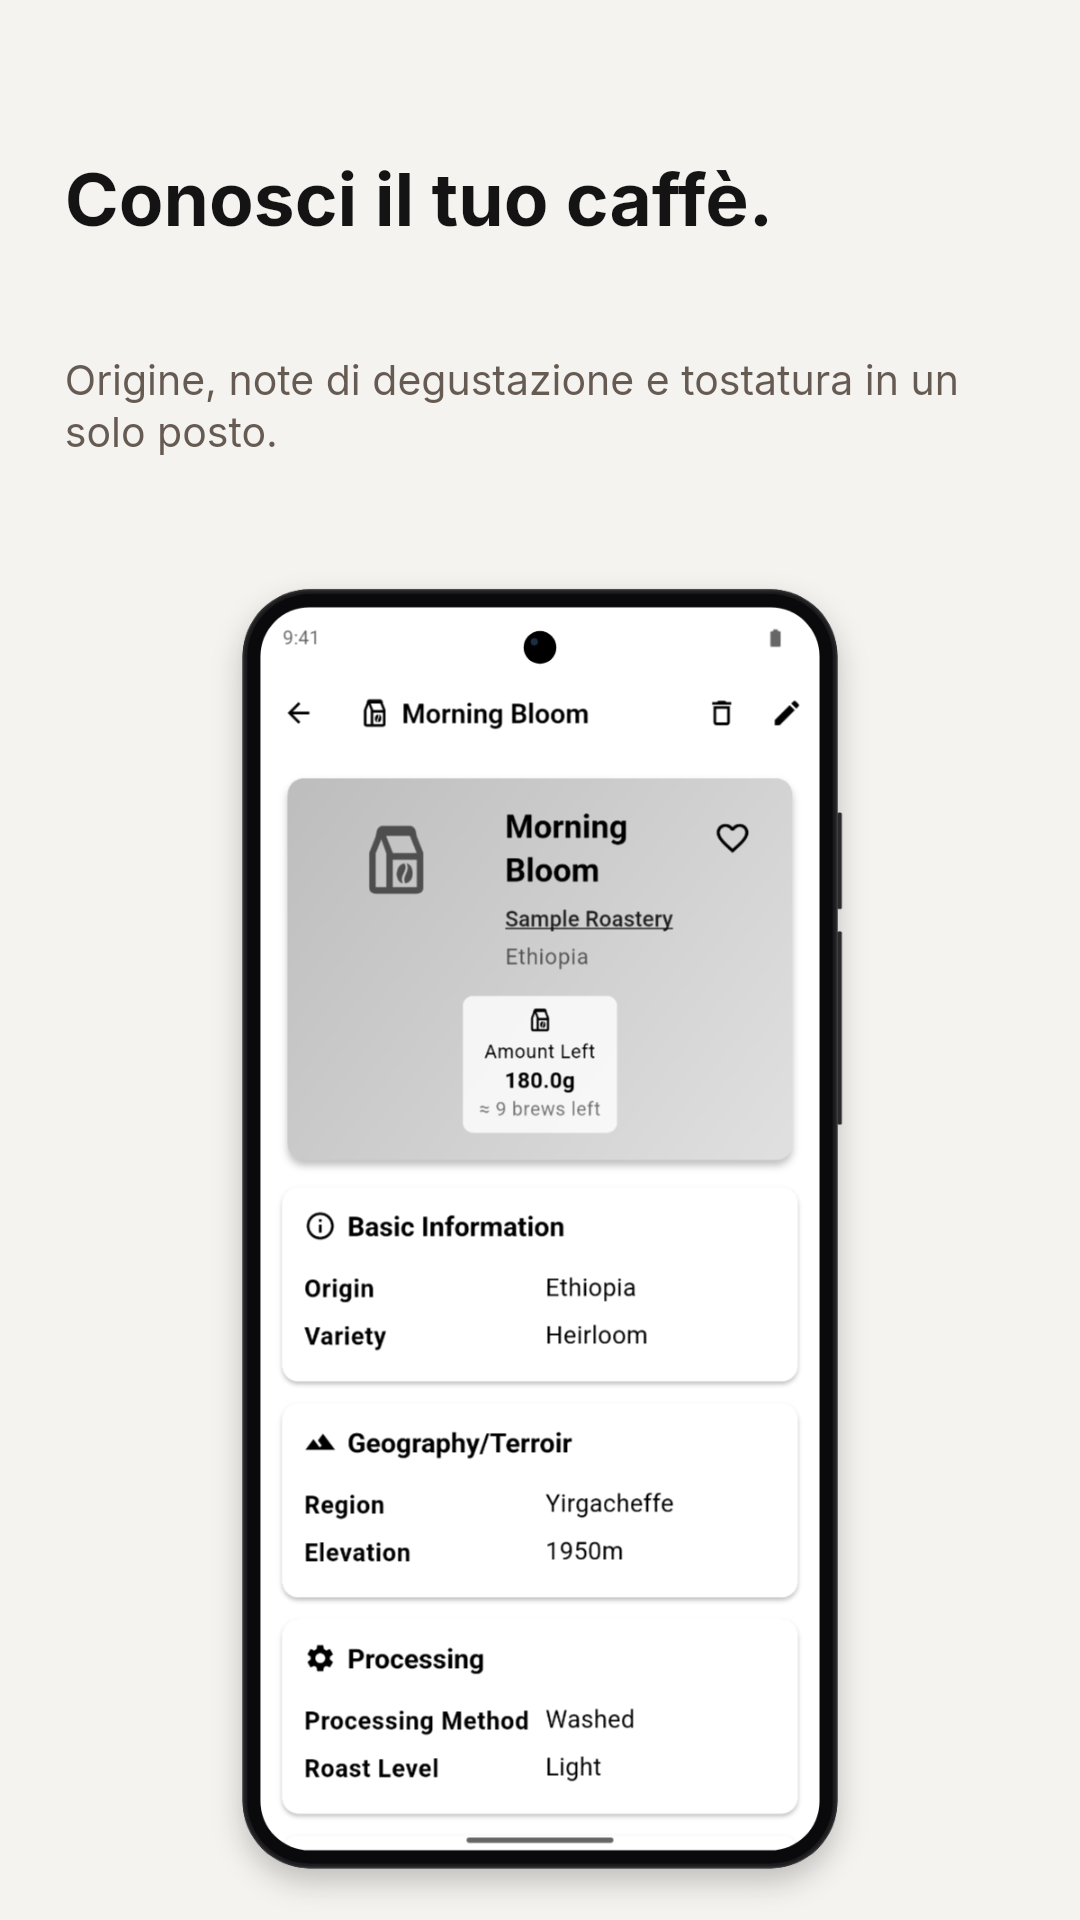 Conosci il tuo caffè.
Origine, note di degustazione e tostatura in un
solo posto.
9:41
Morning Bloom
Morning
Bloom
Sample Roastery
Ethiopia
Amount Left
180.0g
≈ 9 brews left
Basic Information
Origin Ethiopia
Variety Heirloom
Geography/Terroir
Region Yirgacheffe
Elevation 1950m
Processing
Processing Method Washed
Roast Level Light